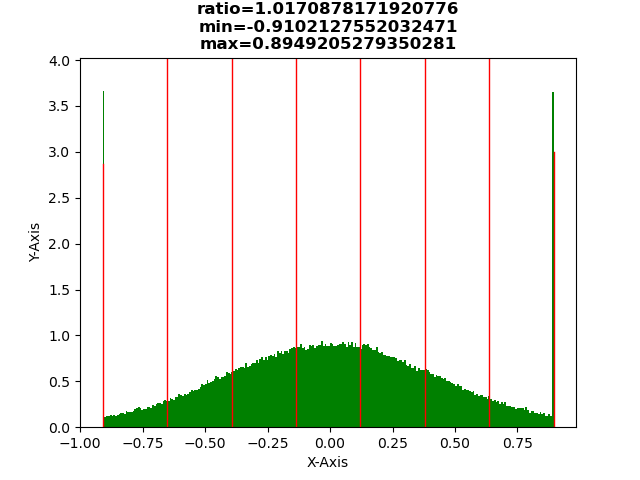 ratio=1.0170878171920776
min=-0.9102127552032471
max=0.8949205279350281
4.0
3.5
3.0
2.5
2.0
1.5
1.0
0.5
0.0
Y-Axis
−1.00 −0.75 −0.50 −0.25 0.00 0.25 0.50 0.75
X-Axis